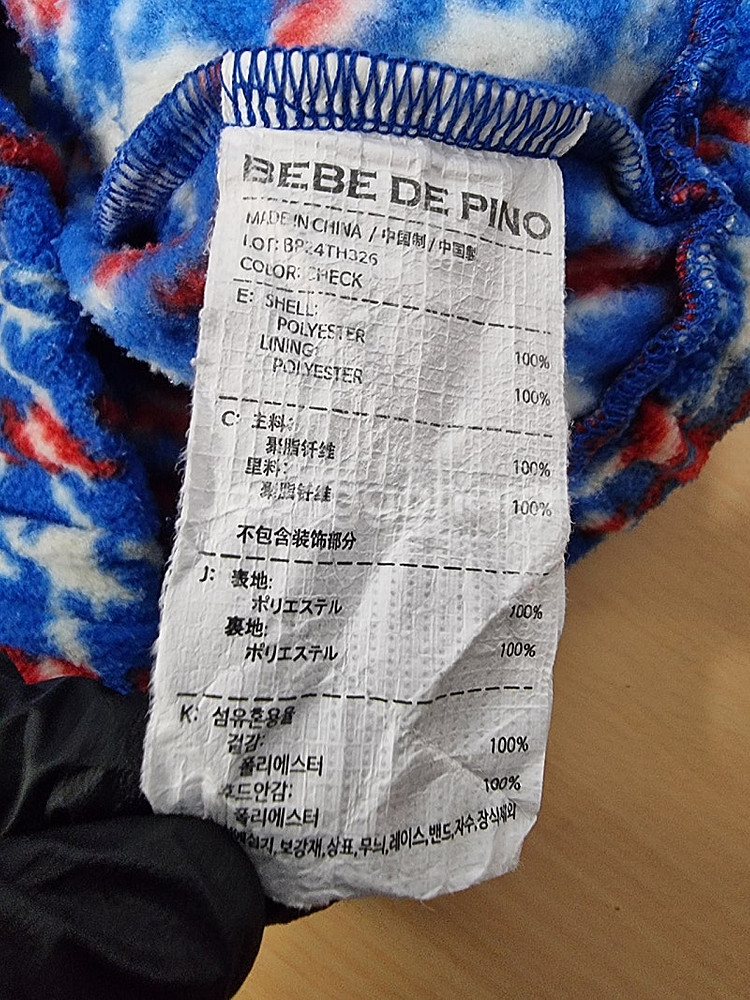 BEBE DE PINO
MADE IN CHINA / 中国制 / 中国製
LOT: BP24TH326
COLOR: CHECK
E: SHELL:
POLYESTER 100%
LINING:
POLYESTER 100%
C: 主料:
聚脂钎维 100%
里料:
聚脂钎维 100%
不包含装饰部分
J: 表地:
ポリエステル 100%
裏地:
ポリエステル 100%
K: 섬유혼용율
겉감:
폴리에스터 100%
후드안감:
폴리에스터 100%
보강재,상표,무늬,레이스,밴드,자수,장식제외